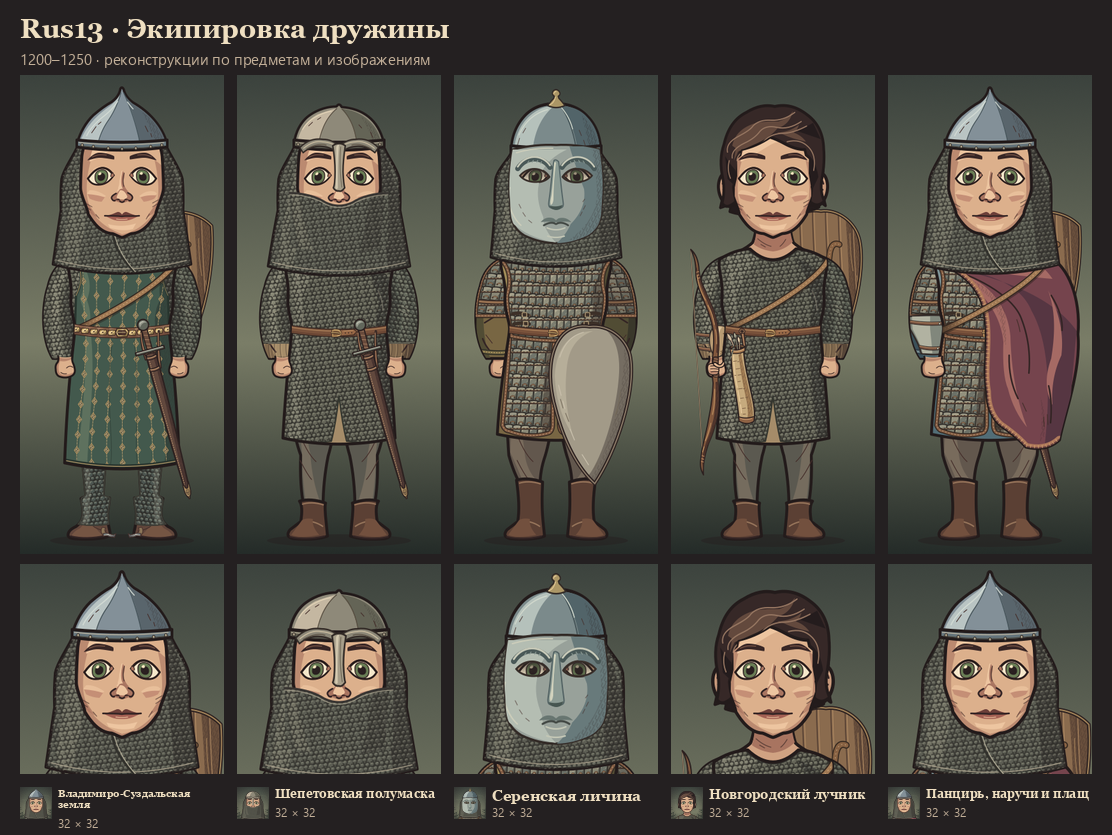 Rus13 · Экипировка дружины
1200–1250 · реконструкции по предметам и изображениям
Владимиро-Суздальская
земля
32 × 32
Шепетовская полумаска
32 × 32
Серенская личина
32 × 32
Новгородский лучник
32 × 32
Панцирь, наручи и плащ
32 × 32